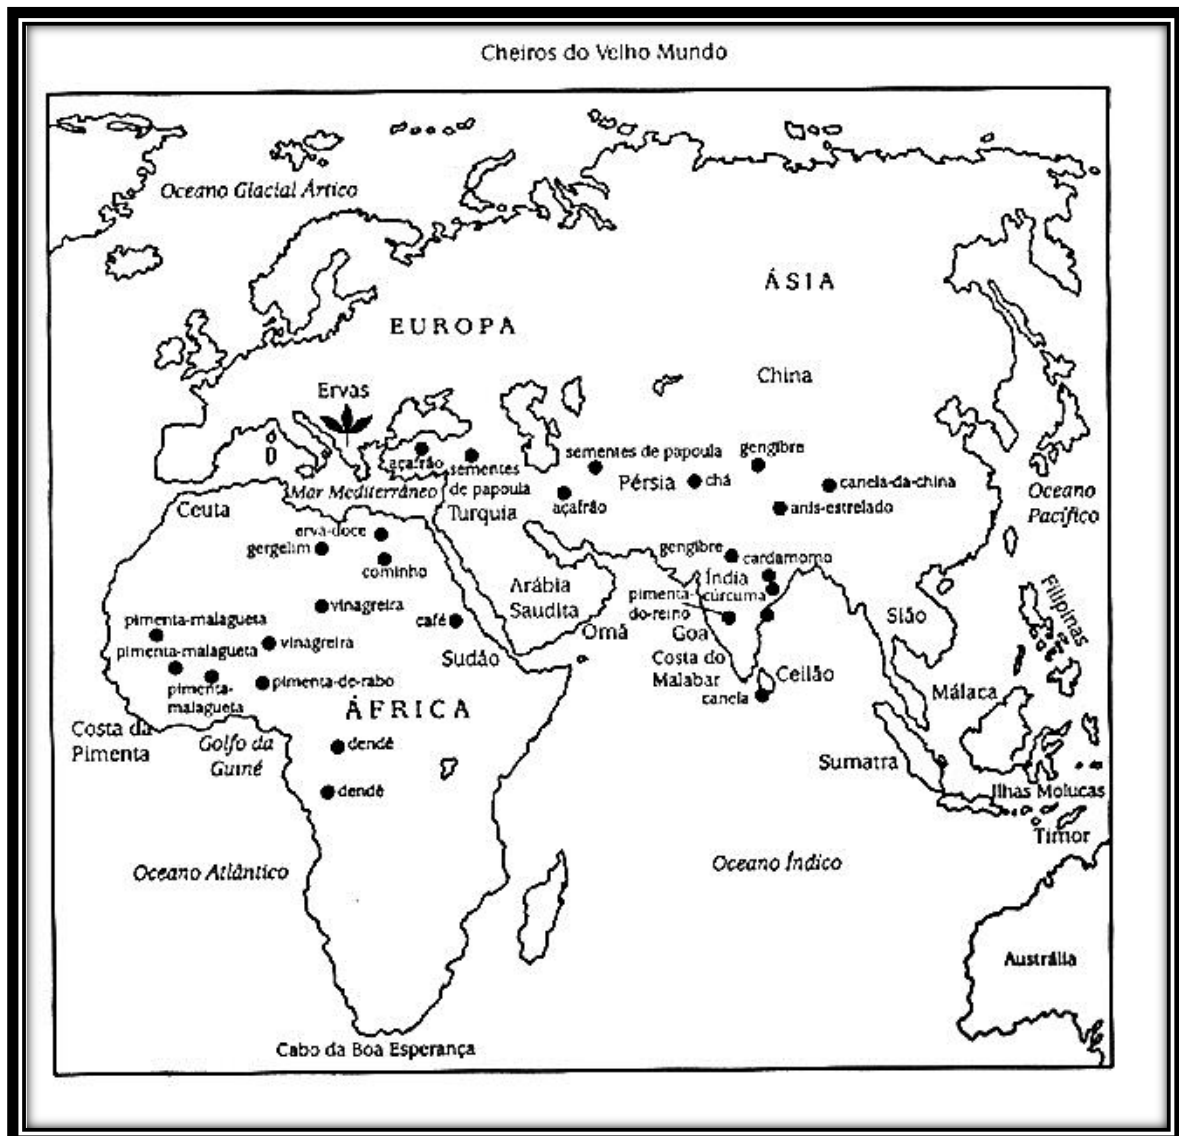 Cheiros do Velho Mundo
Oceano Glacial Ártico
ÁSIA
EUROPA
China
Ervas
açafrão
sementes
de papoula
sementes de papoula
gengibre
Pérsia
chá
canela-da-china
açafrão
anis-estrelado
Mar Mediterrâneo
Turquia
Oceano
Pacífico
Ceuta
erva-doce
gergelim
cominho
gengibre
cardamomo
Arábia
Saudita
Índia
cúrcuma
pimenta-
do-reino
vinagreira
café
Omã
Goa
Sião
Filipinas
pimenta-malagueta
vinagreira
pimenta-malagueta
Sudão
Costa do
Malabar
Ceilão
canela
Málaca
pimenta-
malagueta
pimenta-de-rabo
ÁFRICA
Costa da
Pimenta
Golfo da
Guiné
dendê
dendê
Sumatra
Ilhas Molucas
Timor
Oceano Atlântico
Oceano Índico
Austrália
Cabo da Boa Esperança